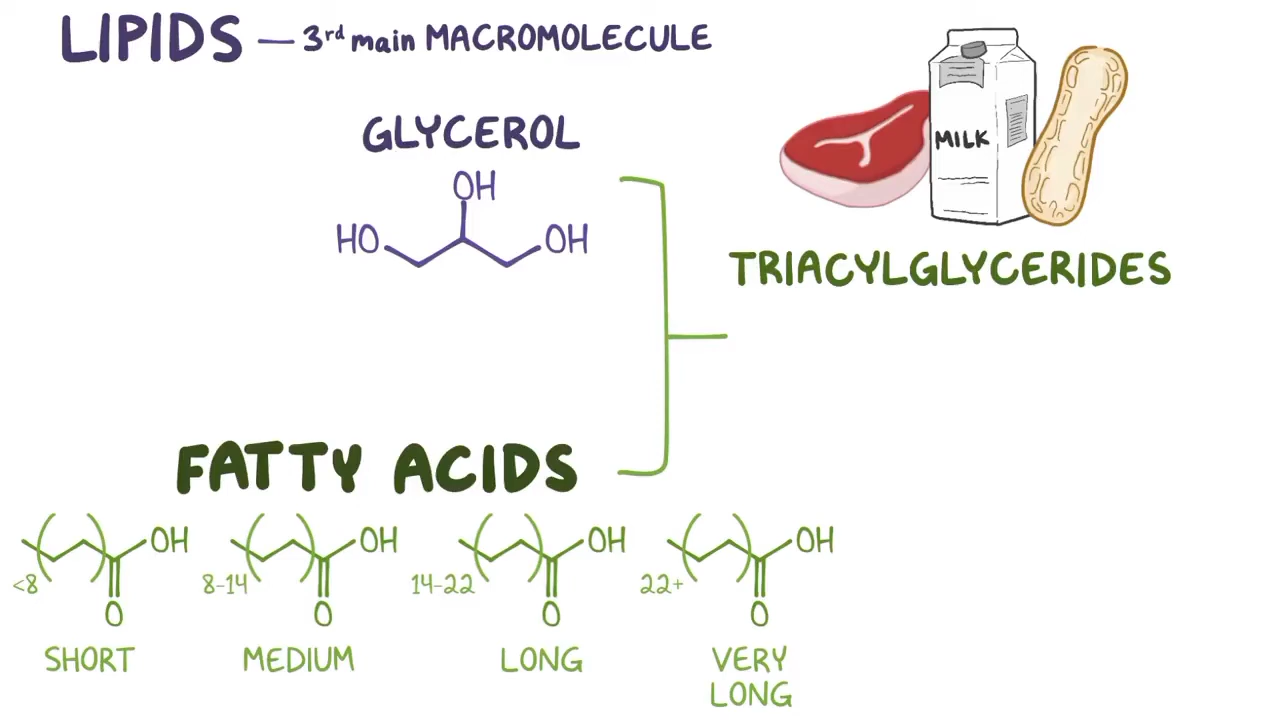 LIPIDS — 3rd main MACROMOLECULE
GLYCEROL
OH
HO
OH
MILK
TRIACYLGLYCERIDES
FATTY ACIDS
OH
<8
O
SHORT
OH
8-14
O
MEDIUM
OH
14-22
O
LONG
OH
22+
O
VERY
LONG